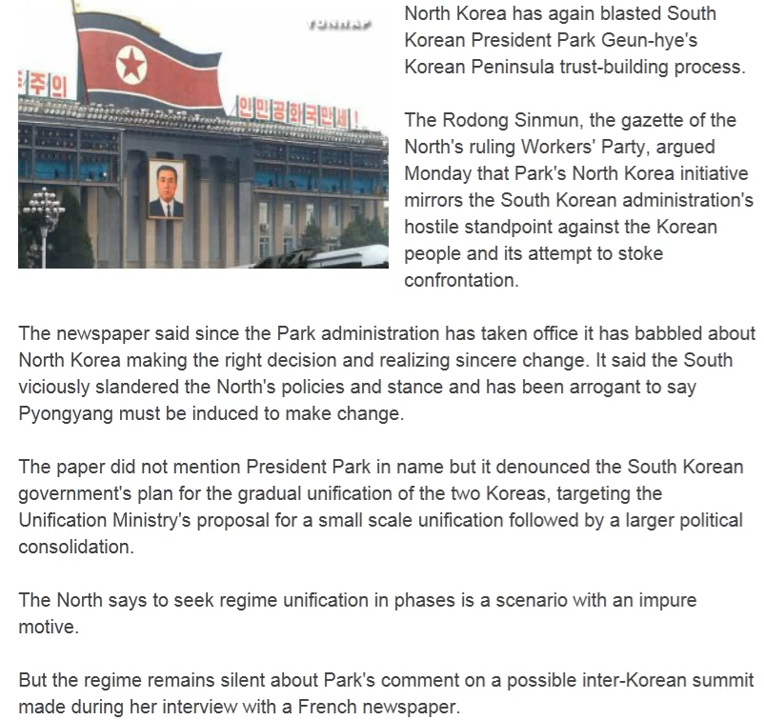 YONHAP
주의
인민공화국만세!
North Korea has again blasted South
Korean President Park Geun-hye's
Korean Peninsula trust-building process.
The Rodong Sinmun, the gazette of the
North's ruling Workers' Party, argued
Monday that Park's North Korea initiative
mirrors the South Korean administration's
hostile standpoint against the Korean
people and its attempt to stoke
confrontation.
The newspaper said since the Park administration has taken office it has babbled about
North Korea making the right decision and realizing sincere change. It said the South
viciously slandered the North's policies and stance and has been arrogant to say
Pyongyang must be induced to make change.
The paper did not mention President Park in name but it denounced the South Korean
government's plan for the gradual unification of the two Koreas, targeting the
Unification Ministry's proposal for a small scale unification followed by a larger political
consolidation.
The North says to seek regime unification in phases is a scenario with an impure
motive.
But the regime remains silent about Park's comment on a possible inter-Korean summit
made during her interview with a French newspaper.